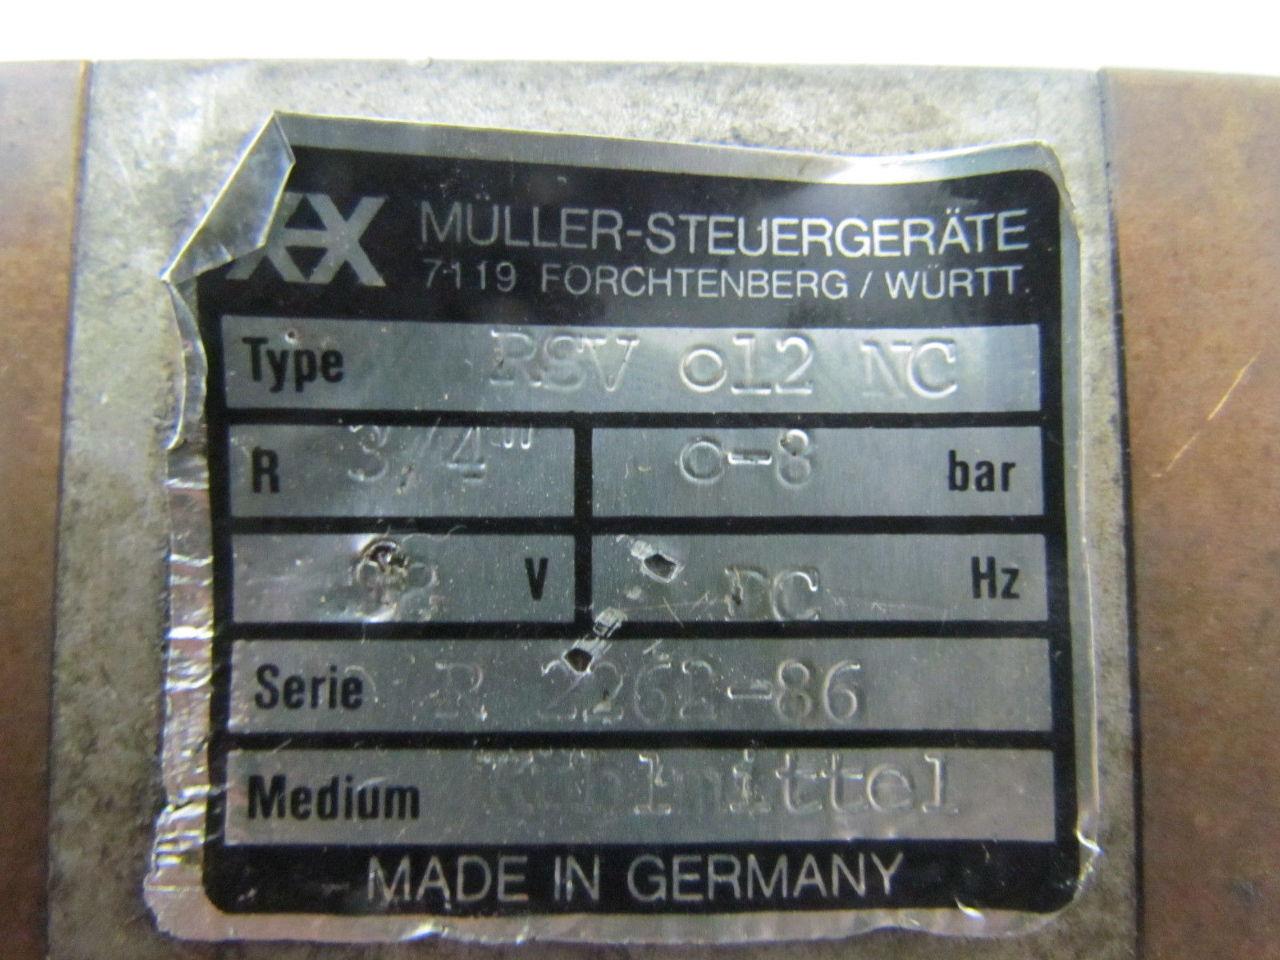 MÜLLER-STEUERGERÄTE
7119 FORCHTENBERG / WÜRTT.
Type RSV o12 NC
R 3/4" o-8 bar
V DC Hz
Serie R 2262-86
Medium Kühlmittel
MADE IN GERMANY